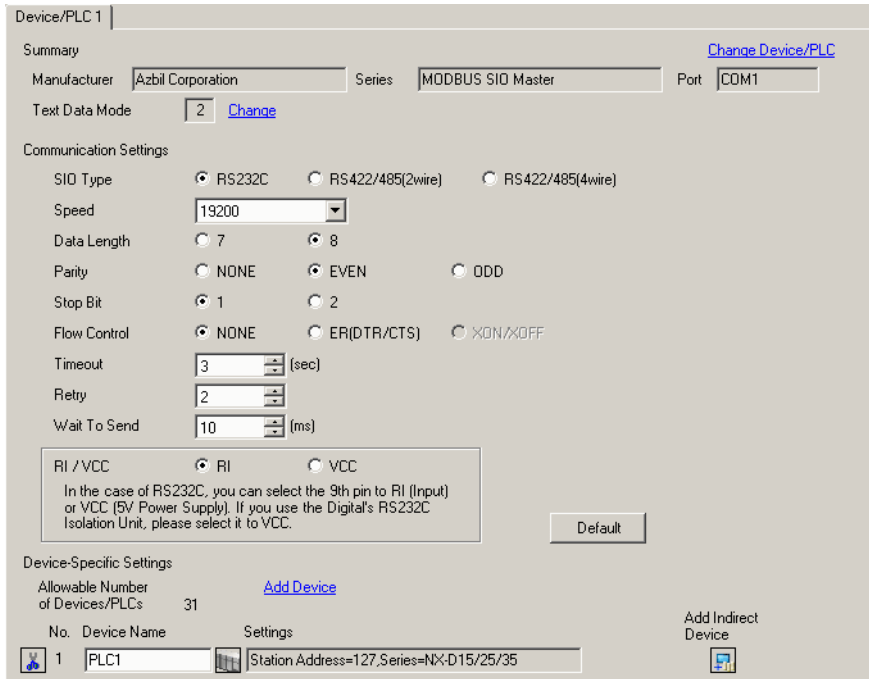 Device/PLC 1
Summary
Change Device/PLC
Manufacturer Azbil Corporation Series MODBUS SIO Master Port COM1
Text Data Mode 2 Change
Communication Settings
SIO Type RS232C RS422/485(2wire) RS422/485(4wire)
Speed 19200
Data Length 7 8
Parity NONE EVEN ODD
Stop Bit 1 2
Flow Control NONE ER(DTR/CTS) XON/XOFF
Timeout 3 (sec)
Retry 2
Wait To Send 10 (ms)
RI / VCC RI VCC
In the case of RS232C, you can select the 9th pin to RI (Input)
or VCC (5V Power Supply). If you use the Digital's RS232C
Isolation Unit, please select it to VCC.
Default
Device-Specific Settings
Allowable Number
of Devices/PLCs 31
Add Device
Add Indirect
Device
No. Device Name Settings
1 PLC1 Station Address=127,Series=NX-D15/25/35